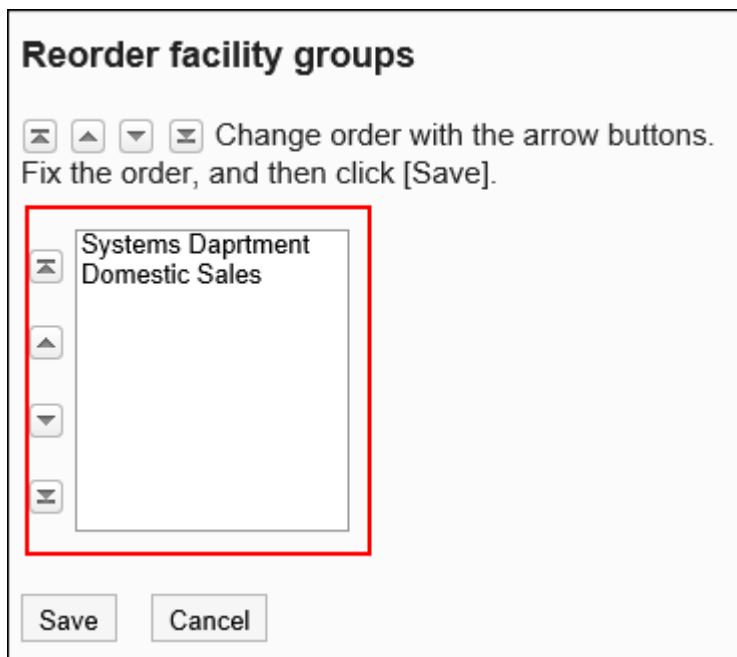 Reorder facility groups
Change order with the arrow buttons.
Fix the order, and then click [Save].
Systems Daprtment
Domestic Sales
Save
Cancel